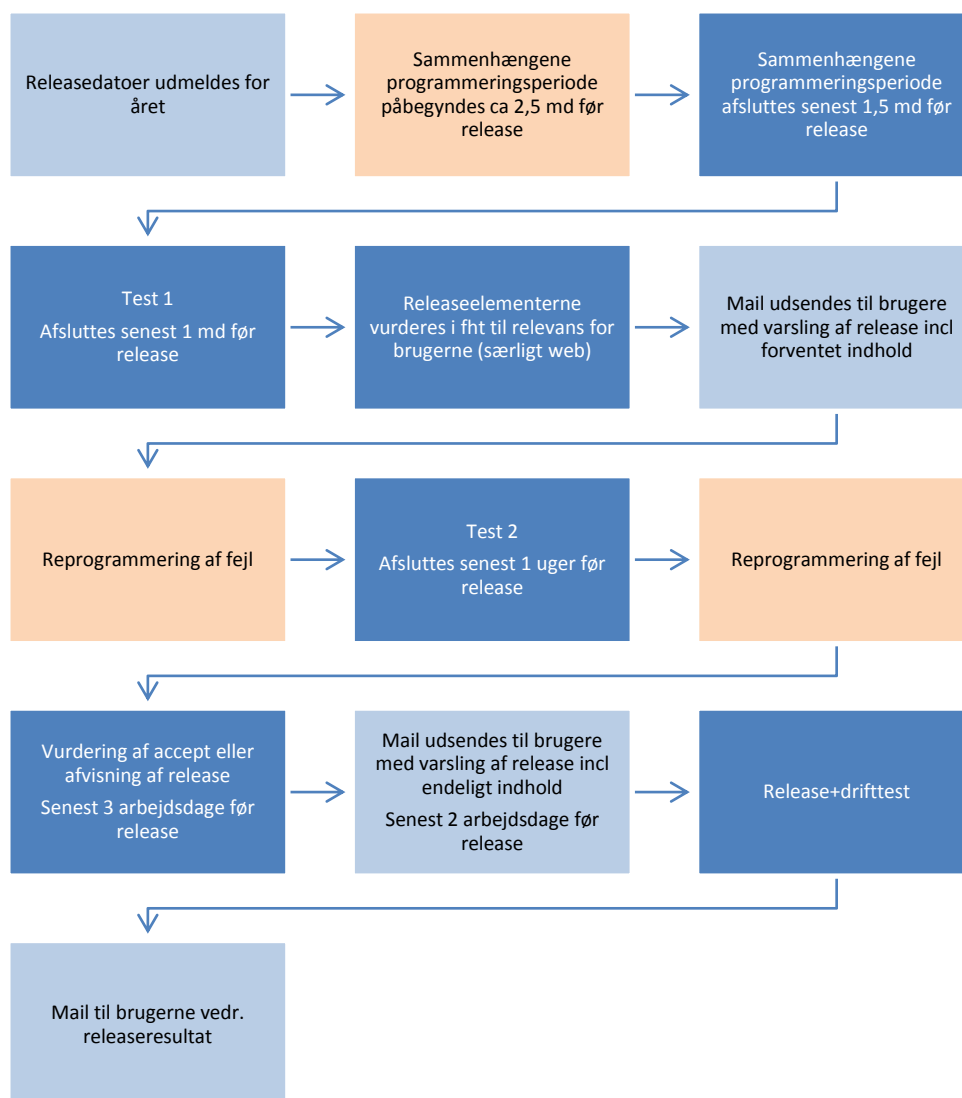 Releasedatoer udmeldes for
året
Sammenhængene
programmeringsperiode
påbegyndes ca 2,5 md før
release
Sammenhængene
programmeringsperiode
afsluttes senest 1,5 md før
release
Test 1
Afsluttes senest 1 md før
release
Releaseelementerne
vurderes i fht til relevans for
brugerne (særligt web)
Mail udsendes til brugere
med varsling af release incl
forventet indhold
Reprogrammering af fejl
Test 2
Afsluttes senest 1 uger før
release
Reprogrammering af fejl
Vurdering af accept eller
afvisning af release
Senest 3 arbejdsdage før
release
Mail udsendes til brugere
med varsling af release incl
endeligt indhold
Senest 2 arbejdsdage før
release
Release+drifttest
Mail til brugerne vedr.
releaseresultat